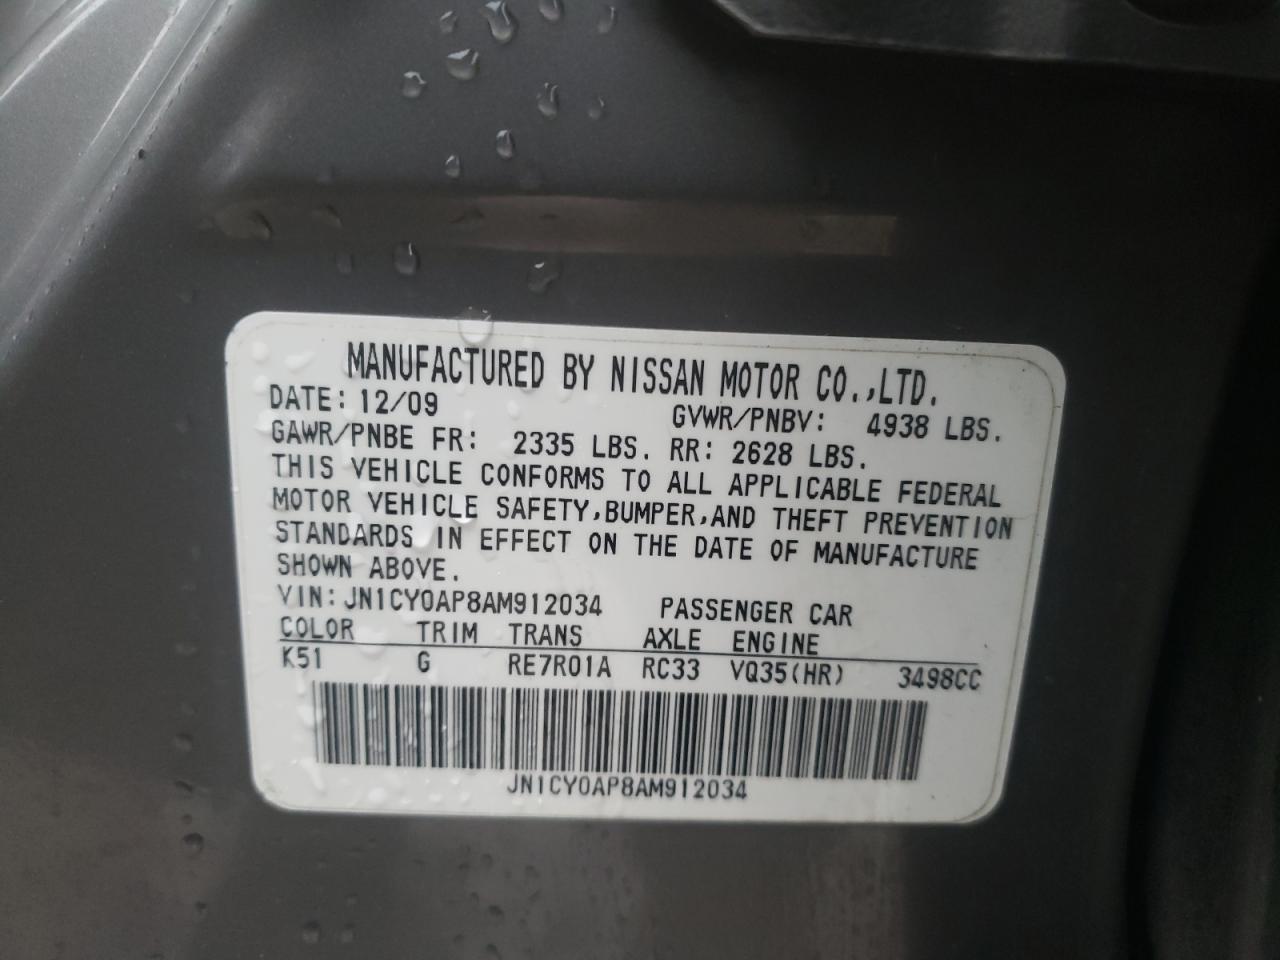 MANUFACTURED BY NISSAN MOTOR CO.,LTD.
DATE: 12/09 GVWR/PNBV: 4938 LBS.
GAWR/PNBE FR: 2335 LBS. RR: 2628 LBS.
THIS VEHICLE CONFORMS TO ALL APPLICABLE FEDERAL
MOTOR VEHICLE SAFETY,BUMPER,AND THEFT PREVENTION
STANDARDS IN EFFECT ON THE DATE OF MANUFACTURE
SHOWN ABOVE.
VIN: JN1CY0AP8AM912034 PASSENGER CAR
COLOR TRIM TRANS AXLE ENGINE
K51 G RE7R01A RC33 VQ35(HR) 3498CC
JN1CY0AP8AM912034